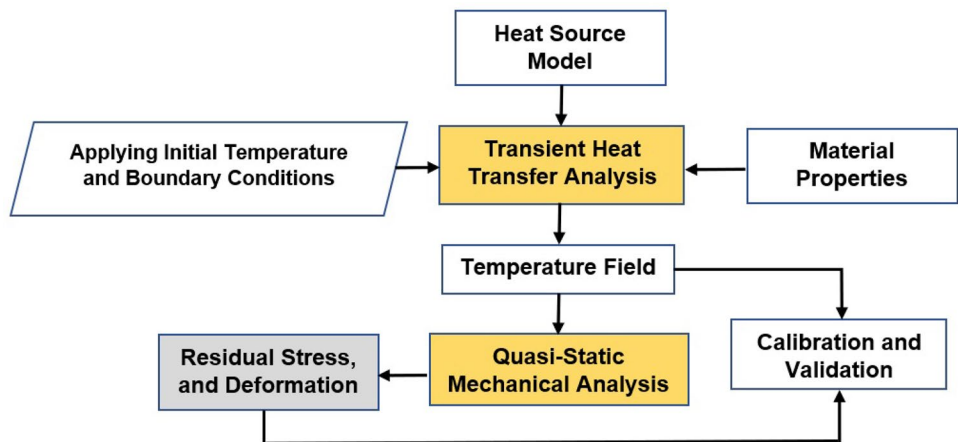 Heat Source
Model
Applying Initial Temperature
and Boundary Conditions
Transient Heat
Transfer Analysis
Material
Properties
Temperature Field
Residual Stress,
and Deformation
Quasi-Static
Mechanical Analysis
Calibration and
Validation